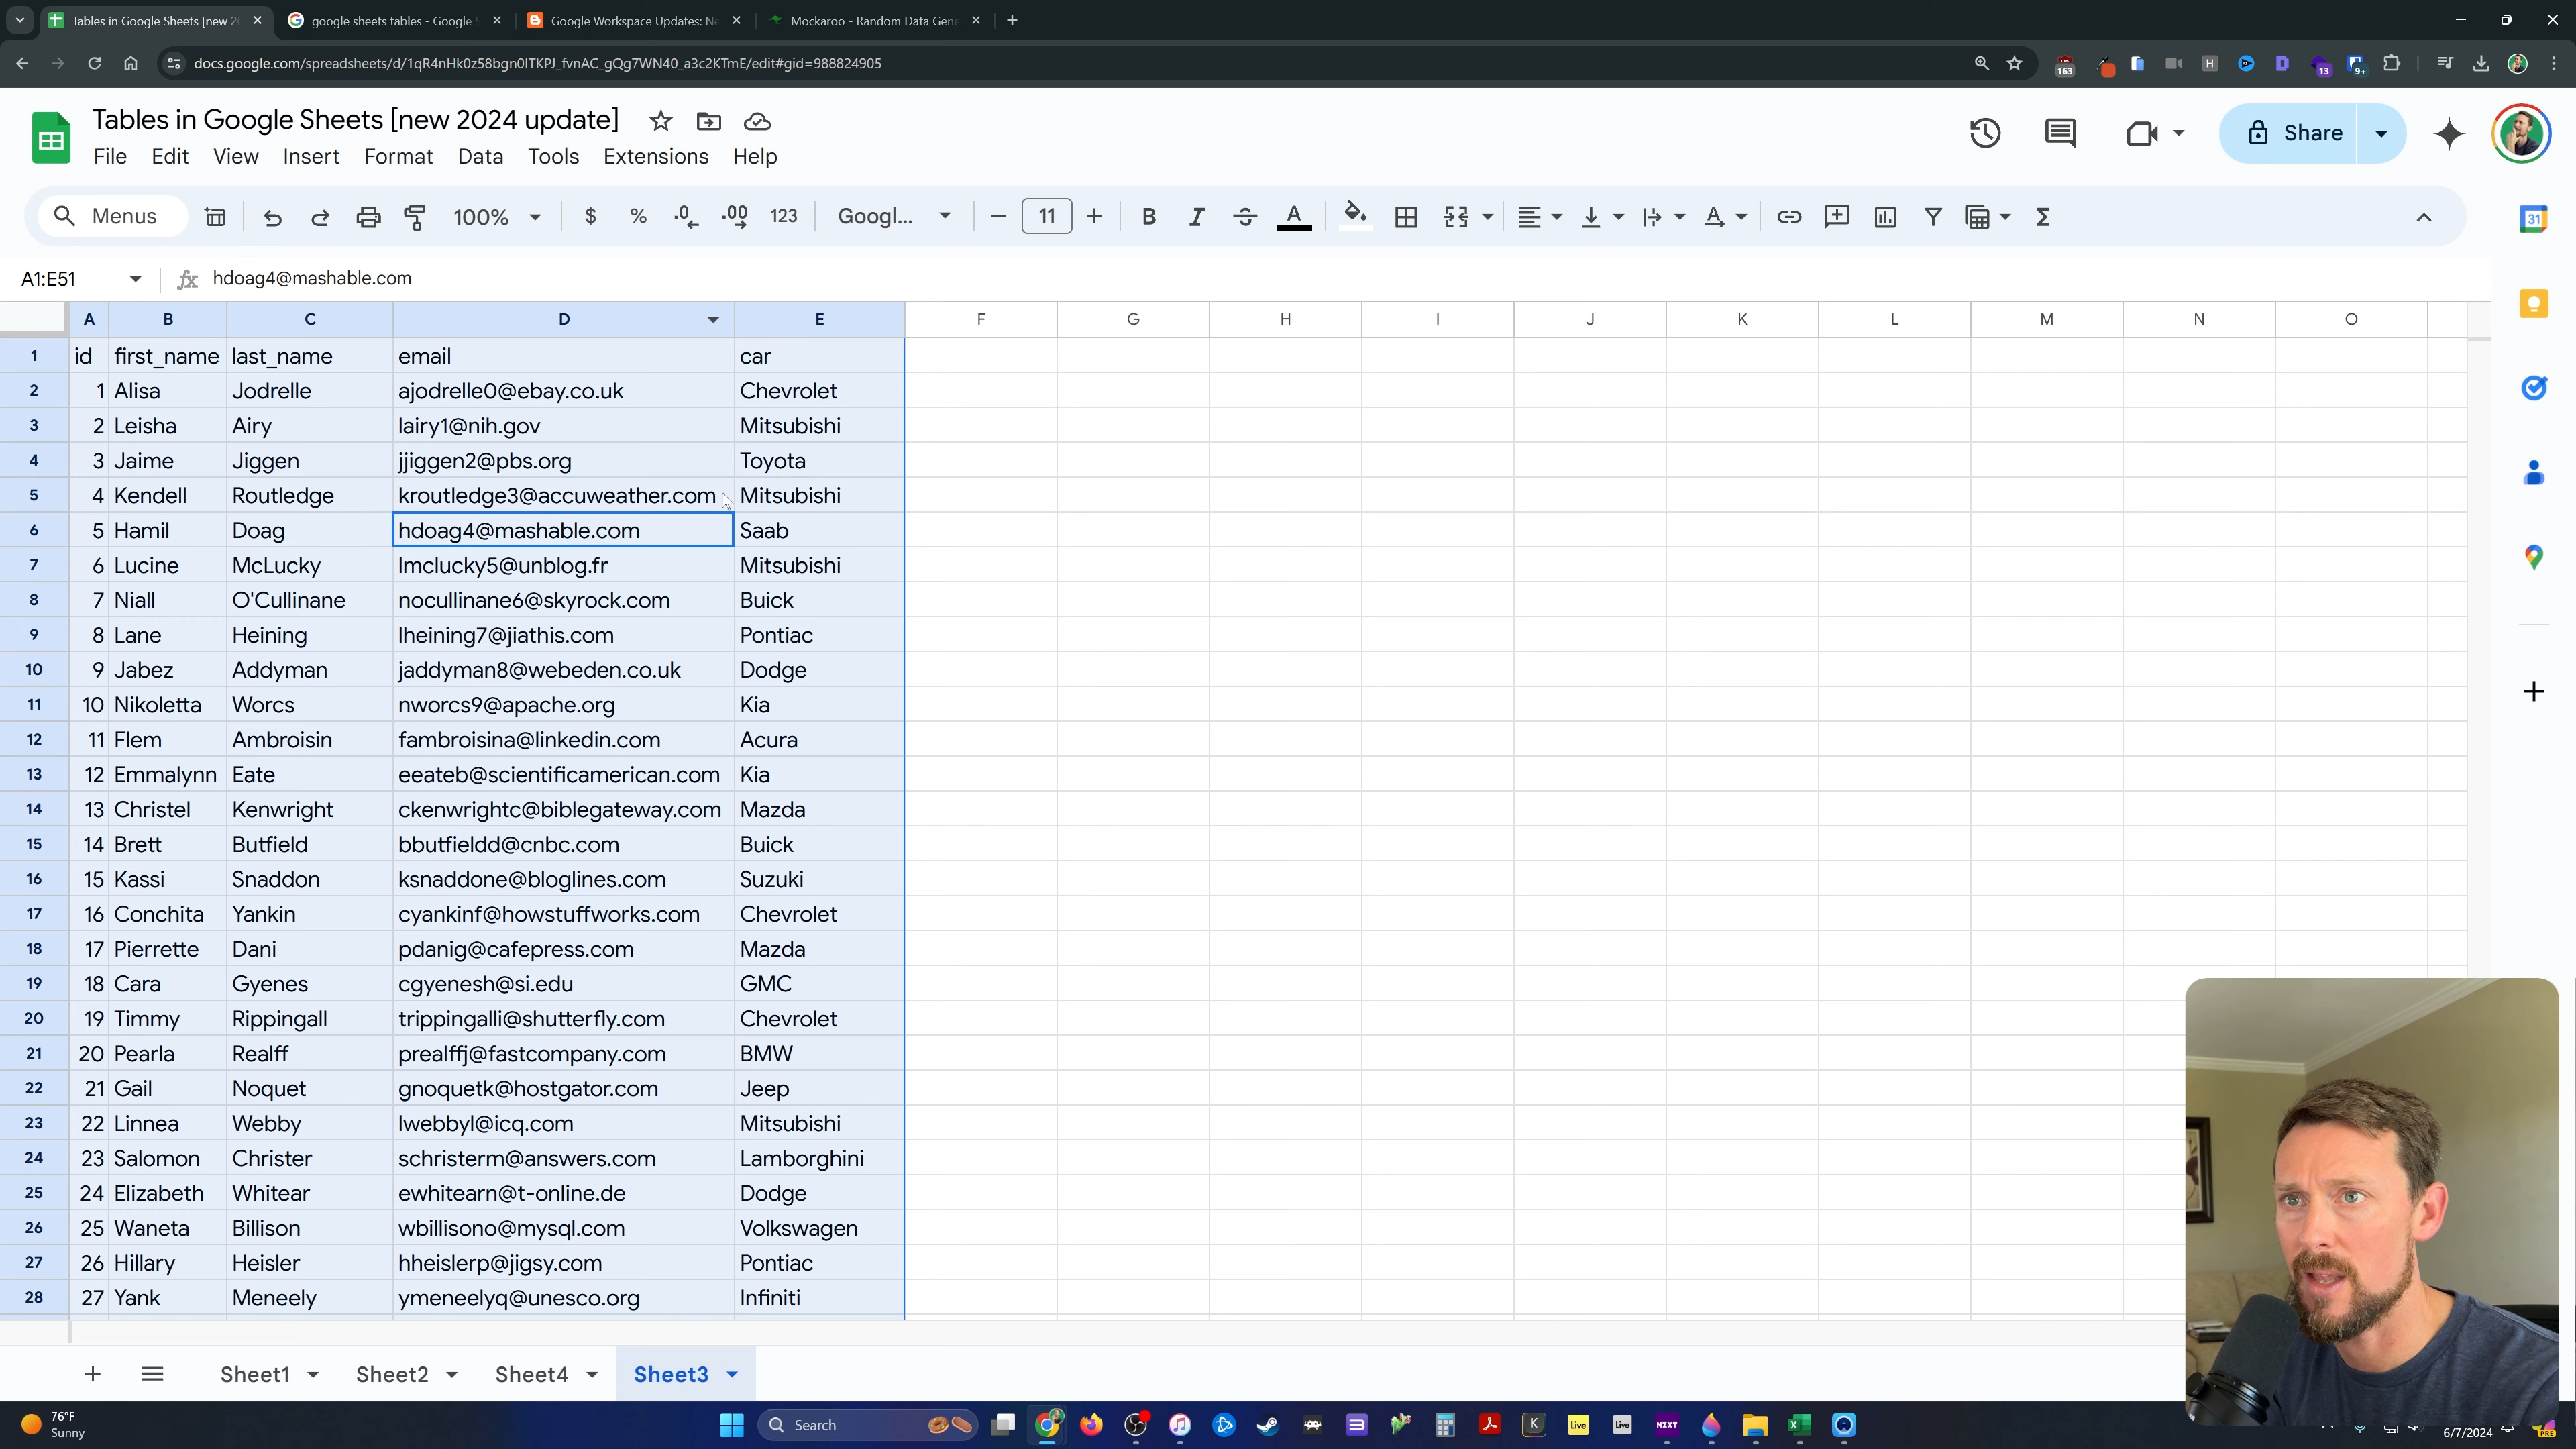 Tables in Google Sheets [new 2
google sheets tables - Google S
Google Workspace Updates: Ne
Mockaroo - Random Data Gene
docs.google.com/spreadsheets/d/1qR4nHk0z58bgn0ITKPJ_fvnAC_gQg7WN40_a3c2KTmE/edit#gid=988824905
163
H
D
13
9+
Tables in Google Sheets [new 2024 update]
File Edit View Insert Format Data Tools Extensions Help
Share
Menus 100% $ % .0 .00 123 Googl... 11 B I S A Σ
31
A1:E51 fx hdoag4@mashable.com
A B C D E F G H I J K L M N O
1 id first_name last_name email car
2 1 Alisa Jodrelle ajodrelle0@ebay.co.uk Chevrolet
3 2 Leisha Airy lairy1@nih.gov Mitsubishi
4 3 Jaime Jiggen jjiggen2@pbs.org Toyota
5 4 Kendell Routledge kroutledge3@accuweather.com Mitsubishi
6 5 Hamil Doag hdoag4@mashable.com Saab
7 6 Lucine McLucky lmclucky5@unblog.fr Mitsubishi
8 7 Niall O'Cullinane nocullinane6@skyrock.com Buick
9 8 Lane Heining lheining7@jiathis.com Pontiac
10 9 Jabez Addyman jaddyman8@webeden.co.uk Dodge
11 10 Nikoletta Worcs nworcs9@apache.org Kia
12 11 Flem Ambroisin fambroisina@linkedin.com Acura
13 12 Emmalynn Eate eeateb@scientificamerican.com Kia
14 13 Christel Kenwright ckenwrightc@biblegateway.com Mazda
15 14 Brett Butfield bbutfieldd@cnbc.com Buick
16 15 Kassi Snaddon ksnaddone@bloglines.com Suzuki
17 16 Conchita Yankin cyankinf@howstuffworks.com Chevrolet
18 17 Pierrette Dani pdanig@cafepress.com Mazda
19 18 Cara Gyenes cgyenesh@si.edu GMC
20 19 Timmy Rippingall trippingalli@shutterfly.com Chevrolet
21 20 Pearla Realff prealffj@fastcompany.com BMW
22 21 Gail Noquet gnoquetk@hostgator.com Jeep
23 22 Linnea Webby lwebbyl@icq.com Mitsubishi
24 23 Salomon Christer schristerm@answers.com Lamborghini
25 24 Elizabeth Whitear ewhitearn@t-online.de Dodge
26 25 Waneta Billison wbillisono@mysql.com Volkswagen
27 26 Hillary Heisler hheislerp@jigsy.com Pontiac
28 27 Yank Meneely ymeneelyq@unesco.org Infiniti
Sheet1 Sheet2 Sheet4 Sheet3
76°F
Sunny
Search
K
Live
Live
NZXT
6/7/2024
PRE